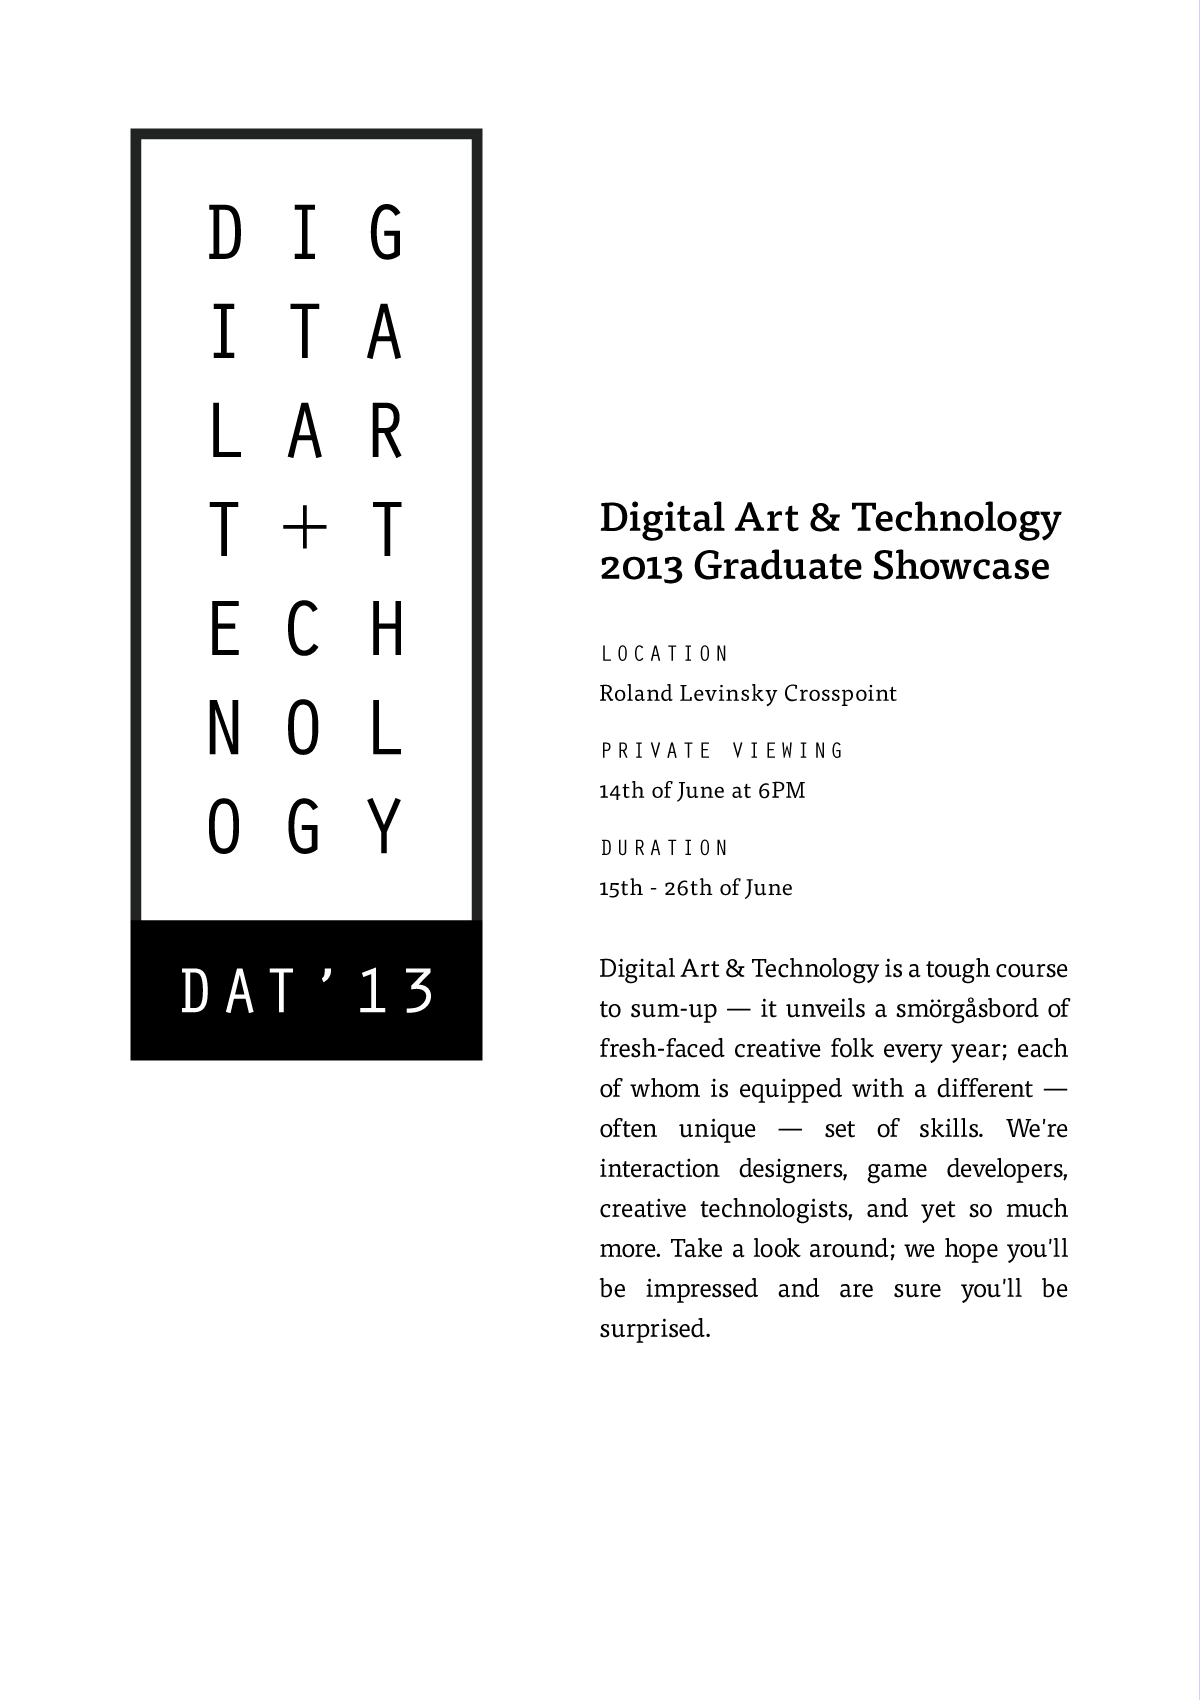 D I G
I T A
L A R
T + T
E C H
N O L
O G Y
DAT’13
Digital Art & Technology
2013 Graduate Showcase
LOCATION
Roland Levinsky Crosspoint
PRIVATE VIEWING
14th of June at 6PM
DURATION
15th - 26th of June
Digital Art & Technology is a tough course
to sum-up — it unveils a smörgåsbord of
fresh-faced creative folk every year; each
of whom is equipped with a different —
often unique — set of skills. We're
interaction designers, game developers,
creative technologists, and yet so much
more. Take a look around; we hope you'll
be impressed and are sure you'll be
surprised.